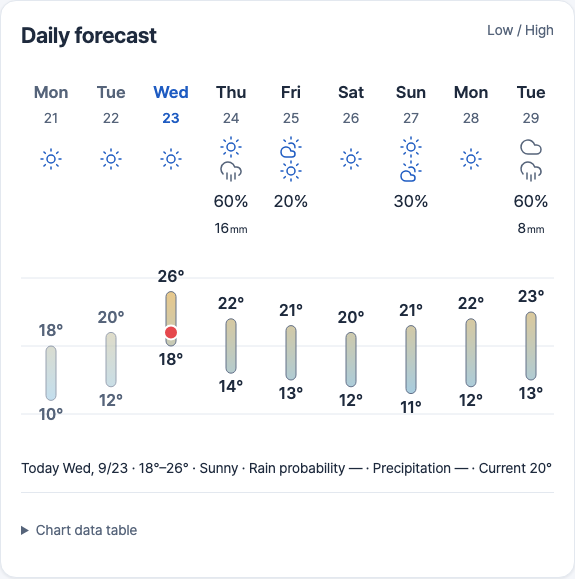 Daily forecast
Low / High
Mon Tue Wed Thu Fri Sat Sun Mon Tue
21 22 23 24 25 26 27 28 29
60% 20% 30% 60%
16mm 8mm
26°
23°
22° 22°
21° 21°
20° 20°
18°
18°
14°
13° 13°
12° 12° 12°
11°
10°
Today Wed, 9/23 · 18°–26° · Sunny · Rain probability — · Precipitation — · Current 20°
Chart data table